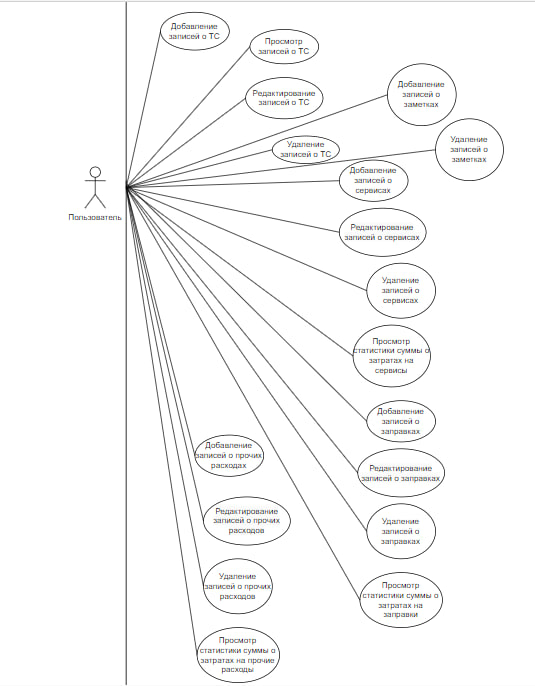 Добавление
записей о ТС
Просмотр
записей о ТС
Редактирование
записей о ТС
Добавление
записей о
заметках
Удаление
записей о ТС
Удаление
записей о
заметках
Добавление
записей о
сервисах
Пользователь
Редактирование
записей о сервисах
Удаление
записей о
сервисах
Просмотр
статистики суммы о
затратах на
сервисы
Добавление
записей о
заправках
Добавление
записей о прочих
расходах
Редактирование
записей о заправках
Редактирование
записей о прочих
расходов
Удаление
записей о
заправках
Удаление
записей о прочих
расходов
Просмотр
статистики суммы о
затратах на
заправки
Просмотр
статистики суммы о
затратах на прочие
расходы